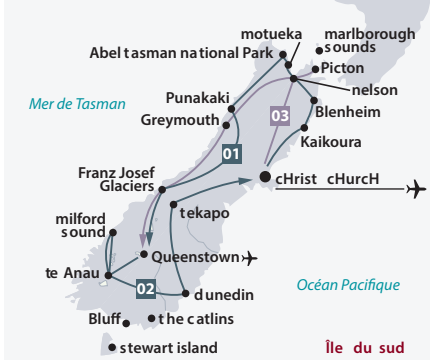 motueka
marlborough
sounds
Abel tasman national Park
Picton
nelson
Mer de Tasman
Punakaki
Greymouth
03
Blenheim
Kaikoura
01
Franz Josef
Glaciers
cHrist cHurcH
tekapo
milford
sound
Queenstown
te Anau
02
dunedin
Océan Pacifique
Bluff
the catlins
stewart island
Île du sud